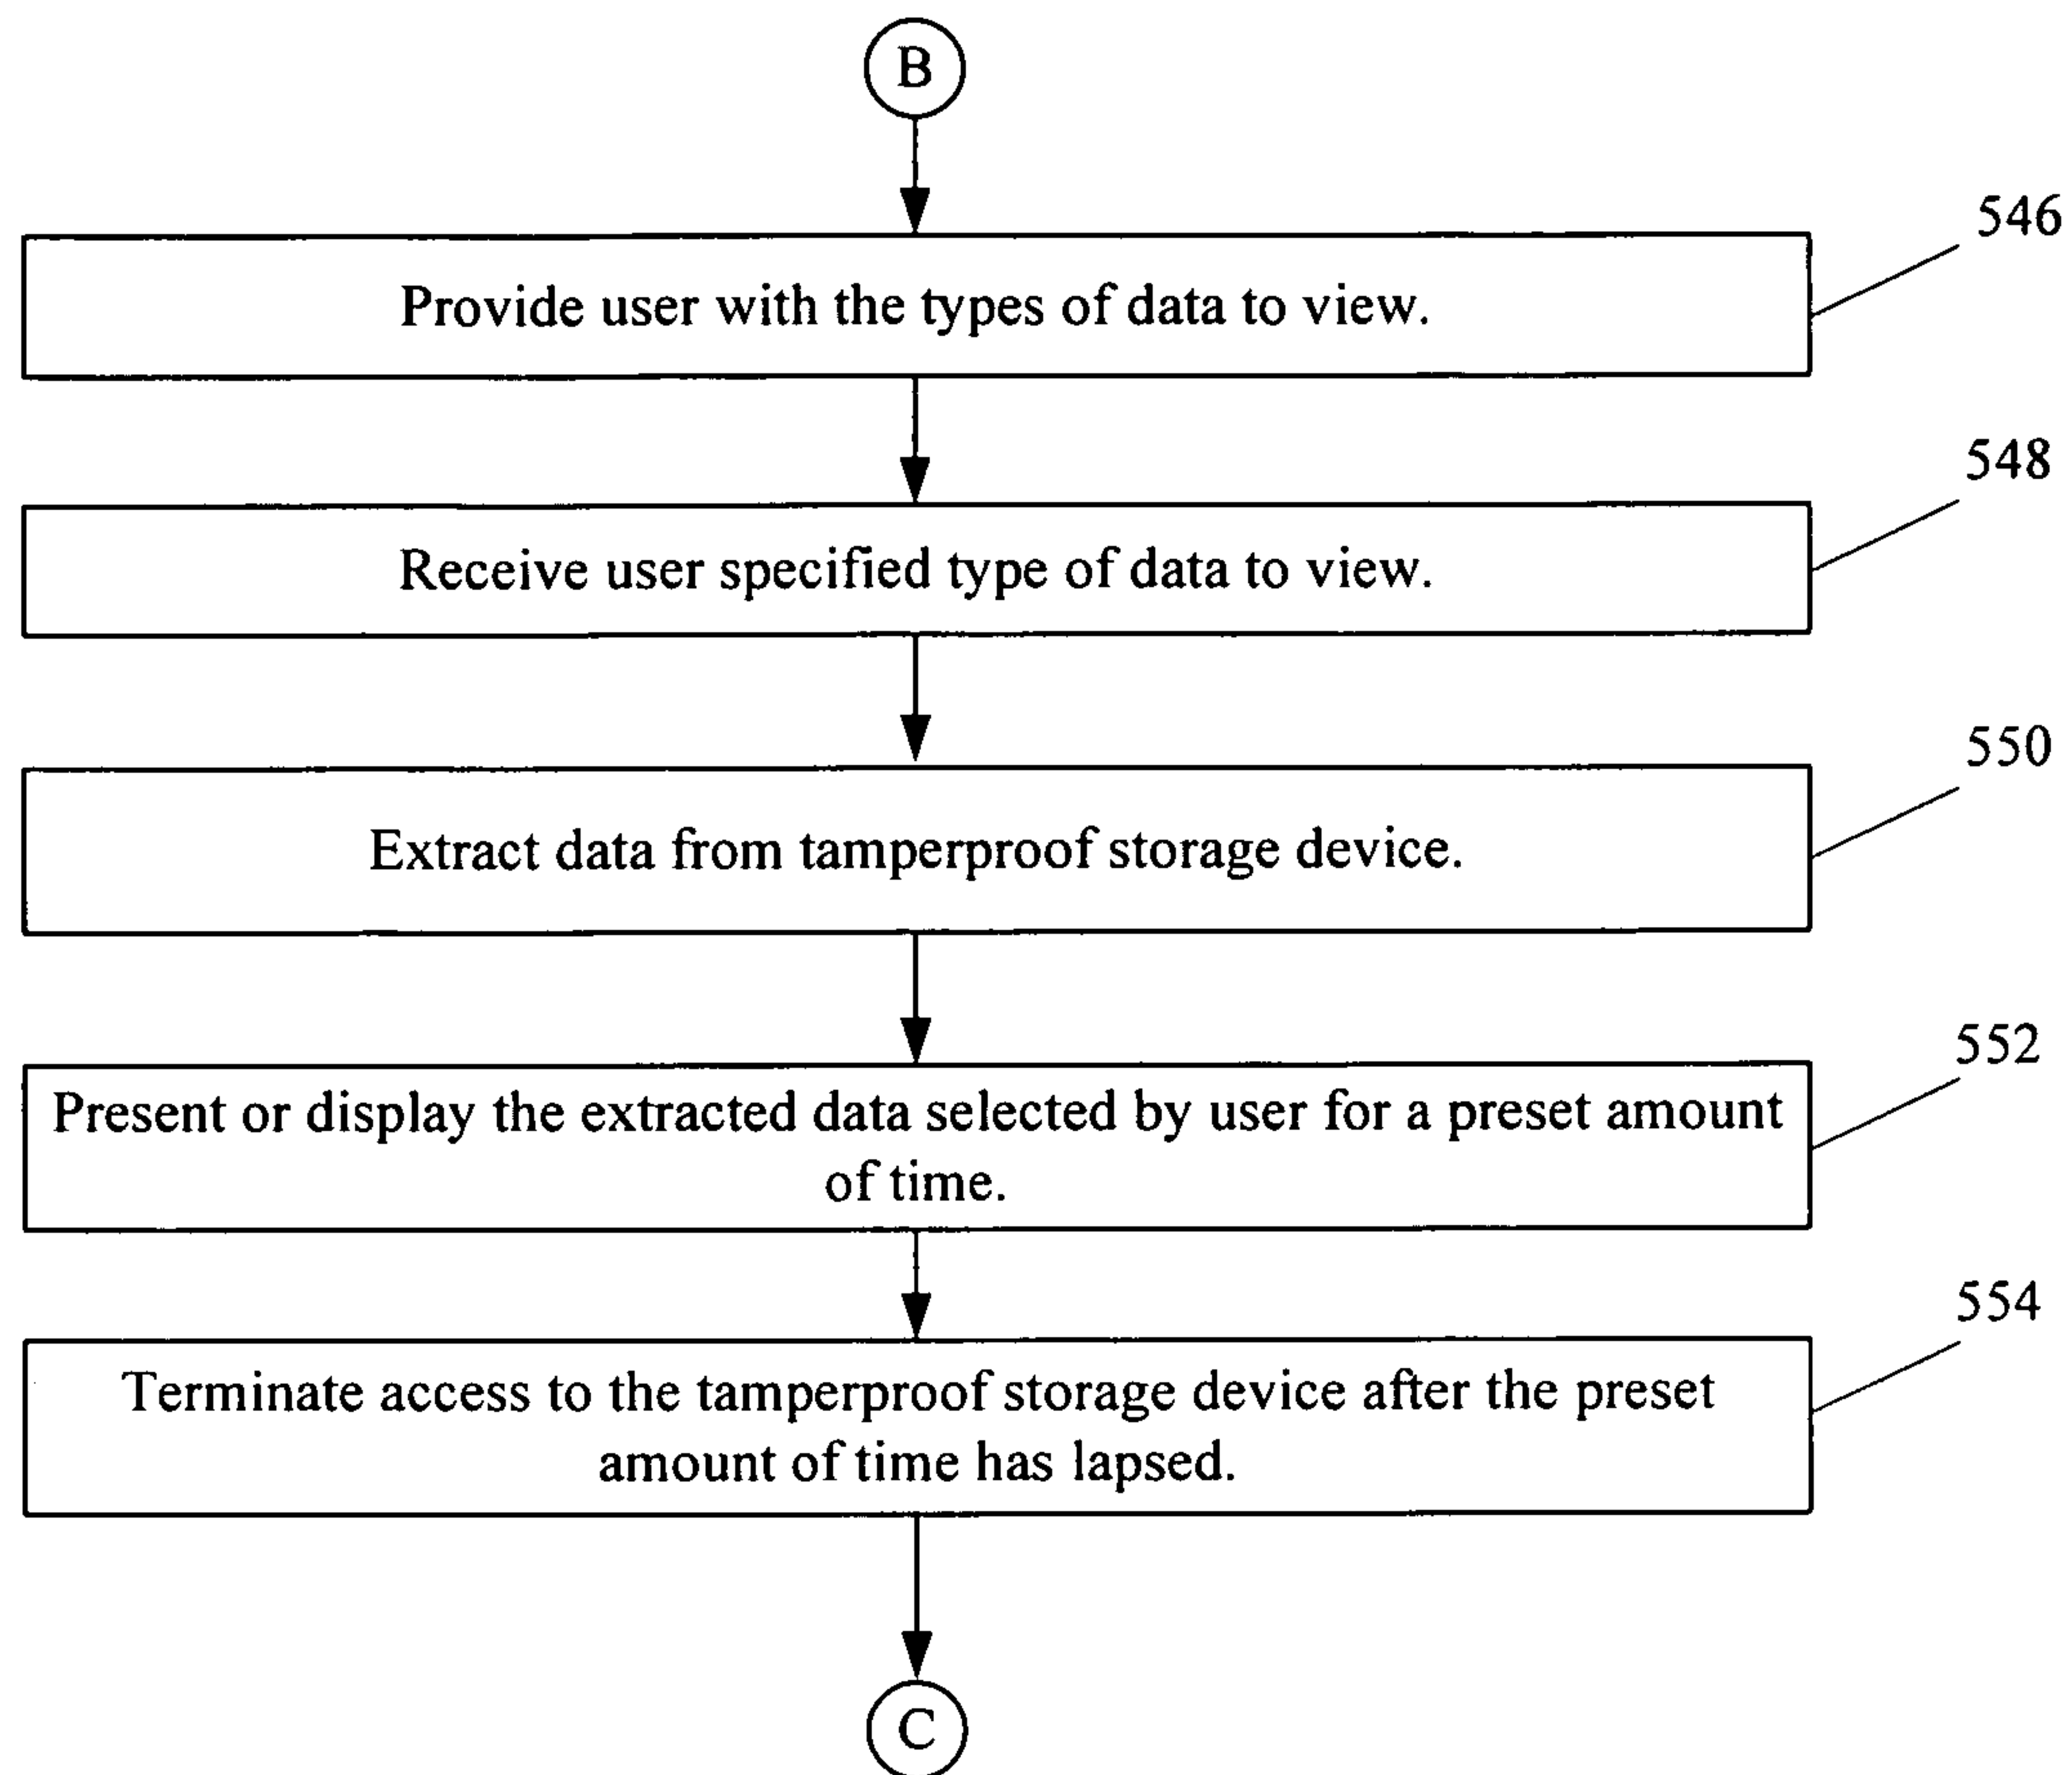 B
546
Provide user with the types of data to view.
548
Receive user specified type of data to view.
550
Extract data from tamperproof storage device.
552
Present or display the extracted data selected by user for a preset amount
of time.
554
Terminate access to the tamperproof storage device after the preset
amount of time has lapsed.
C